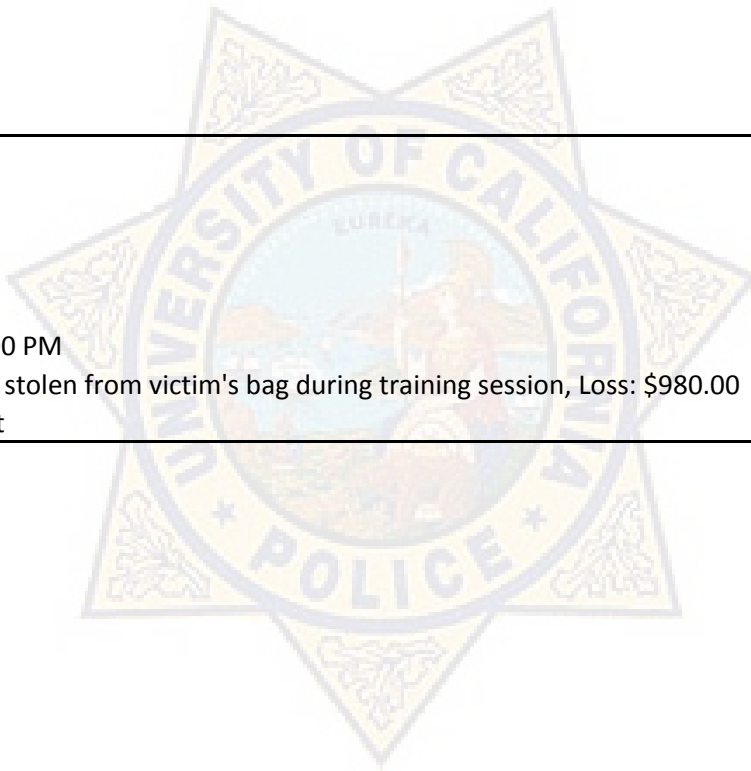 UNIVERSITY OF CALIFORNIA
EUREKA
0 PM
stolen from victim's bag during training session, Loss: $980.00
t
POLICE